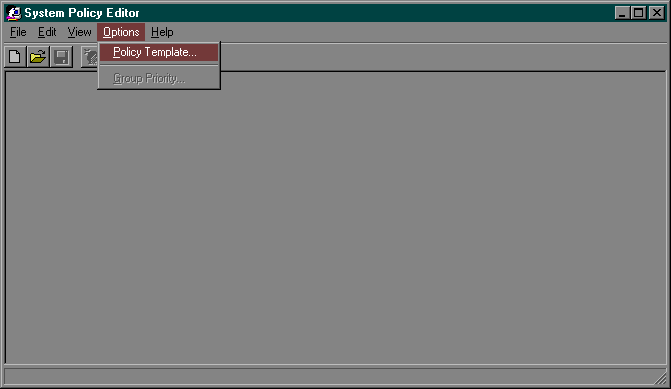 System Policy Editor
File Edit View Options Help
Policy Template...
Group Priority...